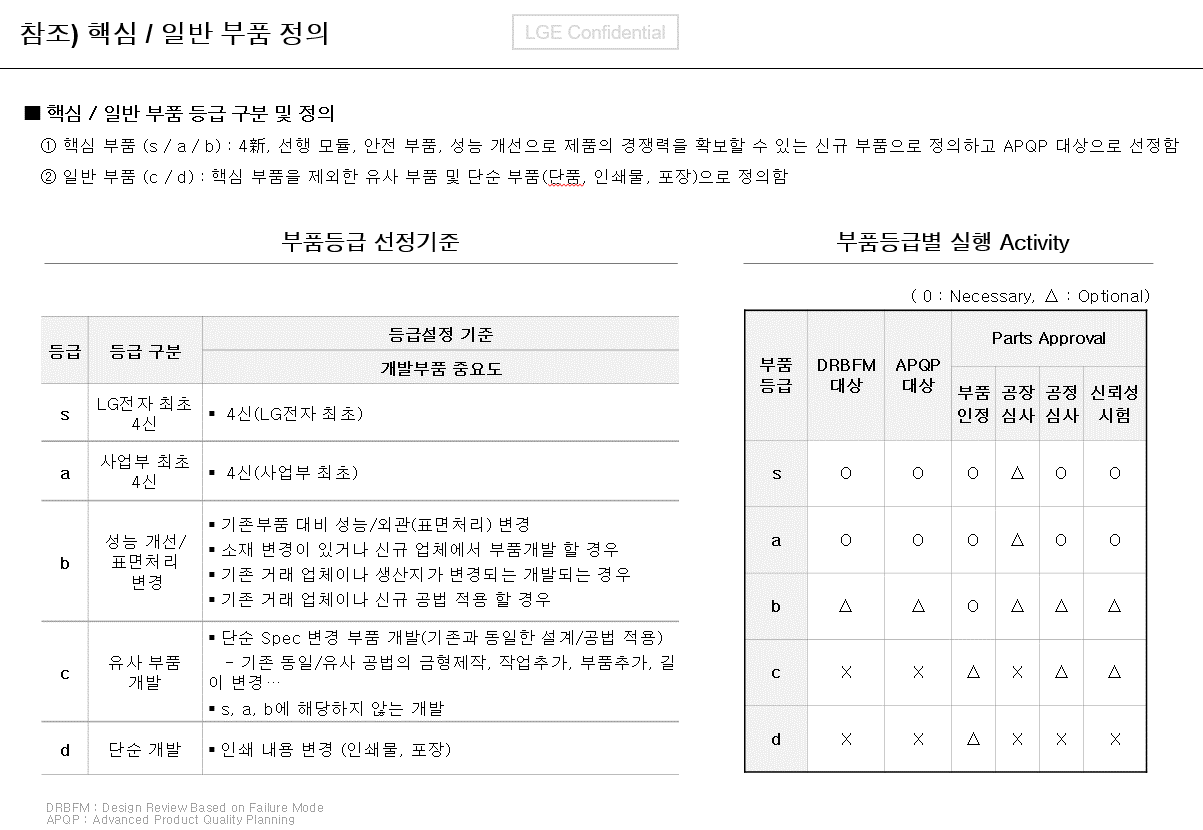 참조) 핵심 / 일반 부품 정의
LGE Confidential
■ 핵심 / 일반 부품 등급 구분 및 정의
① 핵심 부품 (s / a / b) : 4新, 선행 모듈, 안전 부품, 성능 개선으로 제품의 경쟁력을 확보할 수 있는 신규 부품으로 정의하고 APQP 대상으로 선정함
② 일반 부품 (c / d) : 핵심 부품을 제외한 유사 부품 및 단순 부품(단품, 인쇄물, 포장)으로 정의함
부품등급 선정기준
등급 등급 구분 등급설정 기준
개발부품 중요도
s LG전자 최초 4신 ▪ 4신(LG전자 최초)
a 사업부 최초 4신 ▪ 4신(사업부 최초)
b 성능 개선/ 표면처리 변경 ▪ 기존부품 대비 성능/외관(표면처리) 변경
▪ 소재 변경이 있거나 신규 업체에서 부품개발 할 경우
▪ 기존 거래 업체이나 생산지가 변경되는 개발되는 경우
▪ 기존 거래 업체이나 신규 공법 적용 할 경우
c 유사 부품 개발 ▪ 단순 Spec 변경 부품 개발(기존과 동일한 설계/공법 적용)
– 기존 동일/유사 공법의 금형제작, 작업추가, 부품추가, 길
이 변경…
▪ s, a, b에 해당하지 않는 개발
d 단순 개발 ▪ 인쇄 내용 변경 (인쇄물, 포장)
부품등급별 실행 Activity
( O : Necessary, △ : Optional)
부품 등급 DRBFM 대상 APQP 대상 Parts Approval
부품 인정 공장 심사 공정 심사 신뢰성 시험
s O O O △ O O
a O O O △ O O
b △ △ O △ △ △
c X X △ X △ △
d X X △ X X X
DRBFM : Design Review Based on Failure Mode
APQP : Advanced Product Quality Planning